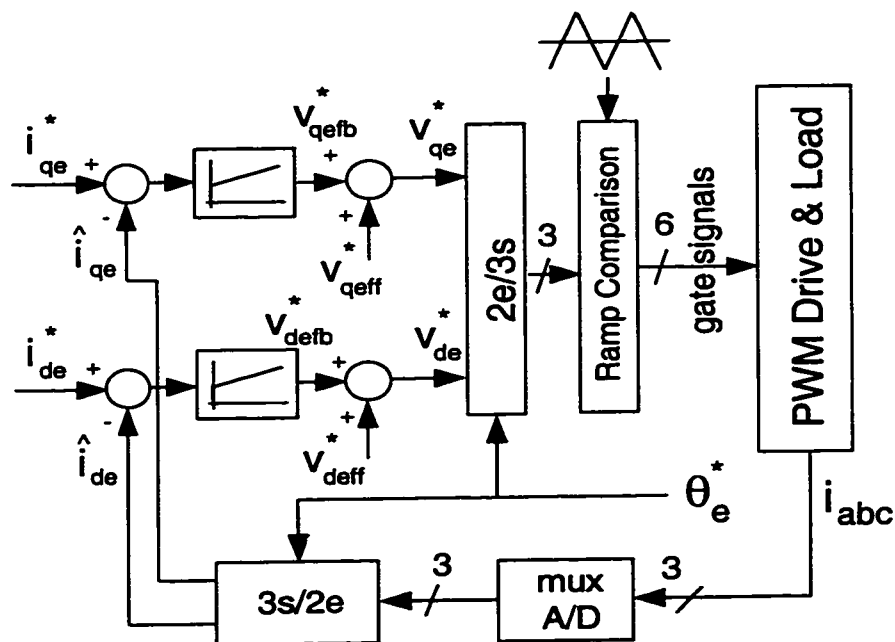 i*qe
+
-
î qe
v*qefb
+
+
v*qeff
v*qe
i*de
+
-
î de
v*defb
+
+
v*deff
v*de
2e/3s
3
Ramp Comparison
6
gate signals
PWM Drive & Load
θ*e
i abc
3s/2e
3
mux
A/D
3